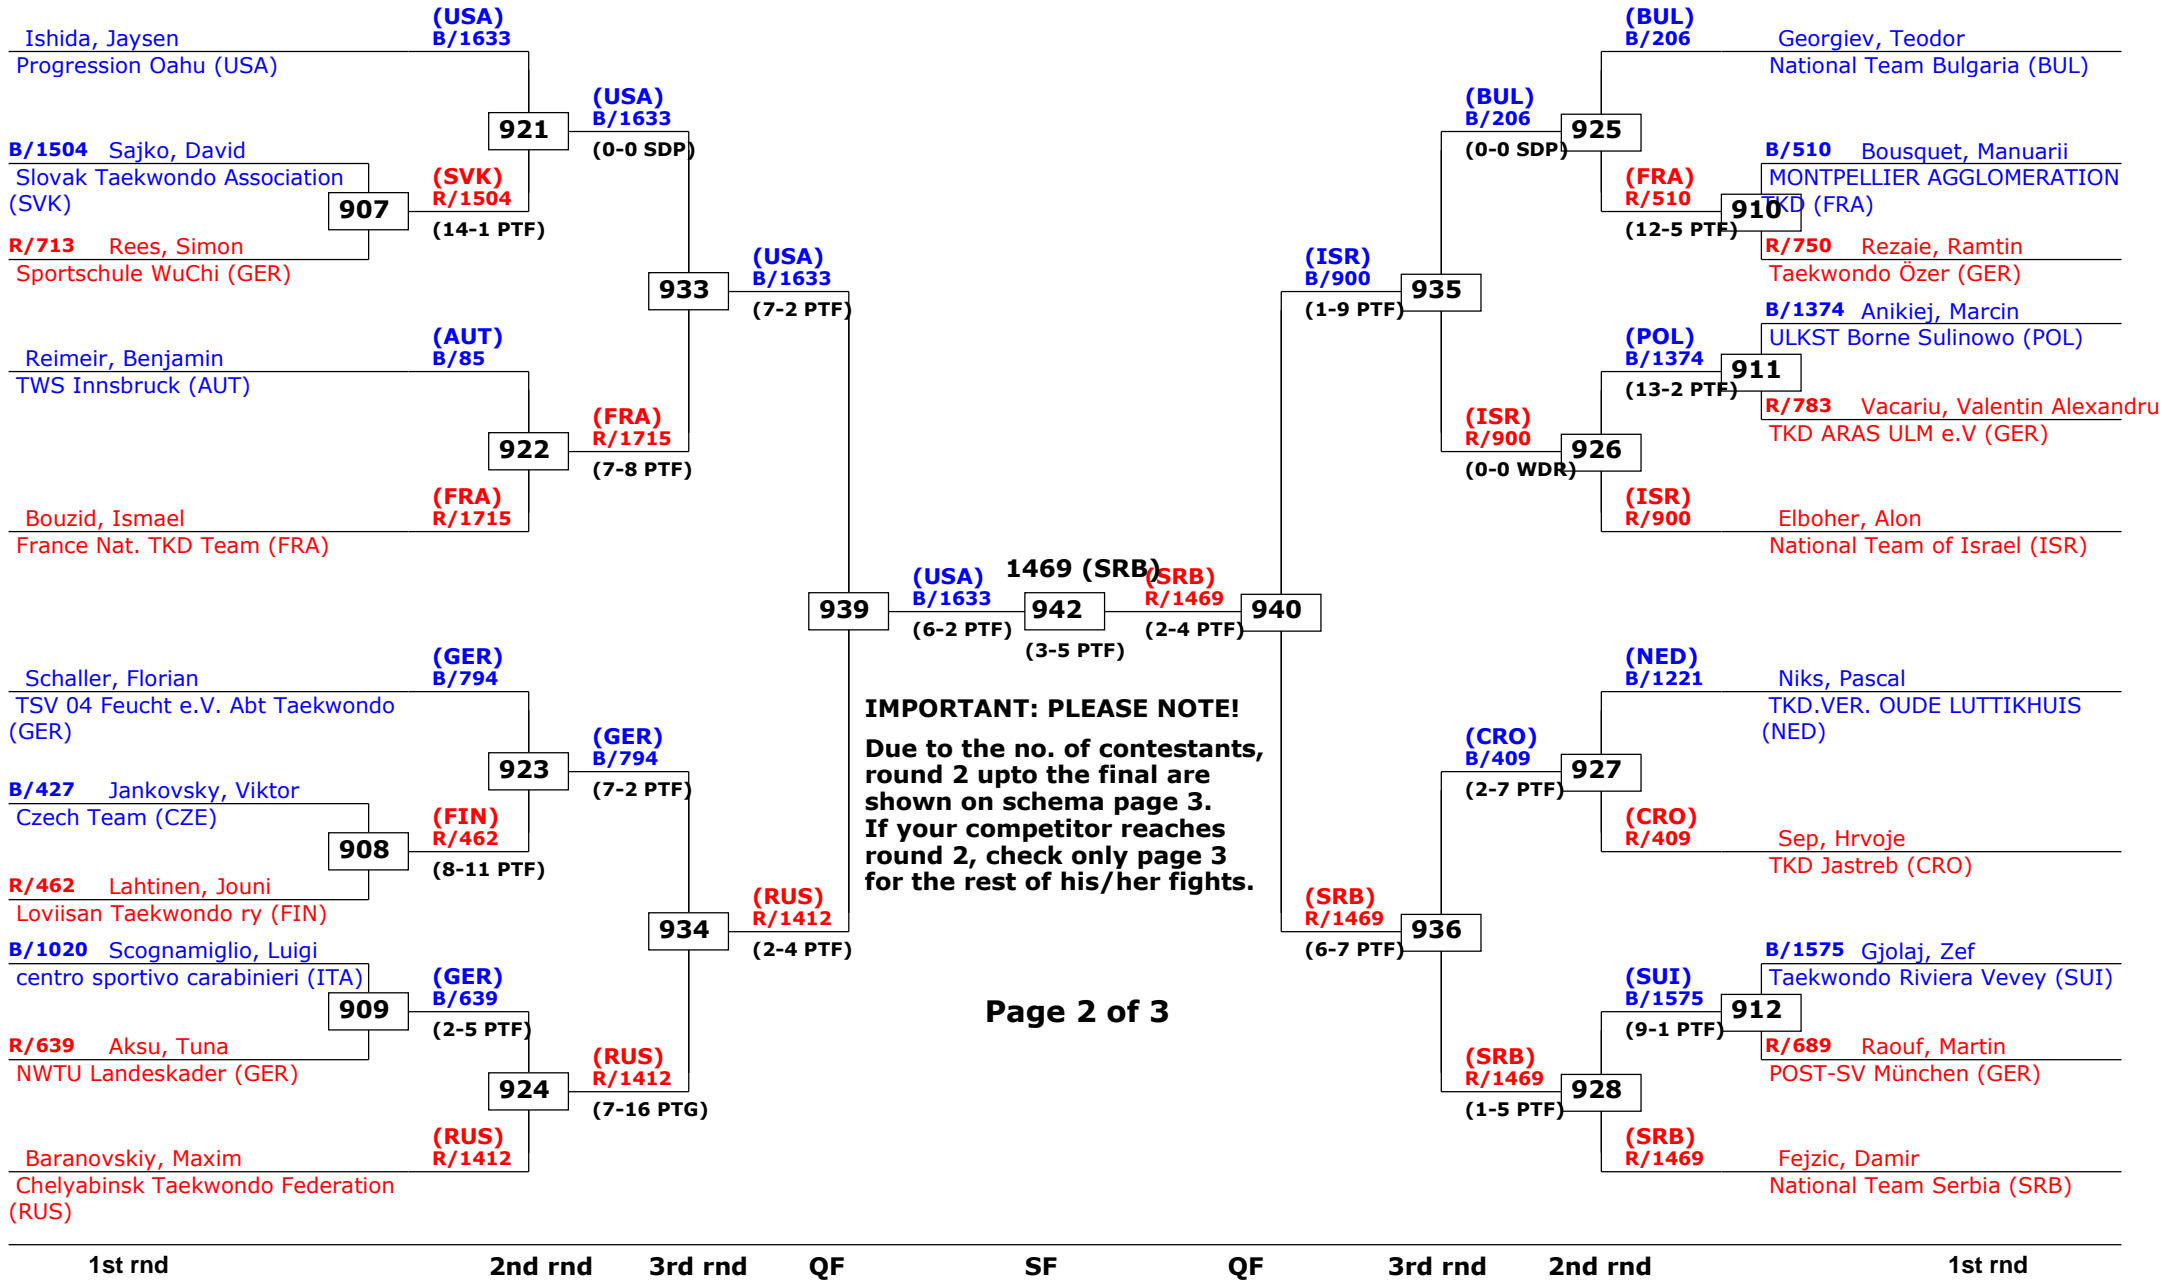 (USA)
B/1633
Ishida, Jaysen
Progression Oahu (USA)
(USA)
B/1633
921
(0-0 SDP)
B/1504 Sajko, David
Slovak Taekwondo Association
(SVK)
(SVK)
R/1504
907
(14-1 PTF)
R/713 Rees, Simon
Sportschule WuChi (GER)
(USA)
B/1633
933
(7-2 PTF)
(AUT)
B/85
Reimeir, Benjamin
TWS Innsbruck (AUT)
(FRA)
R/1715
922
(7-8 PTF)
(FRA)
R/1715
Bouzid, Ismael
France Nat. TKD Team (FRA)
939
(USA)
B/1633
(6-2 PTF)
1469 (SRB)
942
(3-5 PTF)
(SRB)
R/1469
(2-4 PTF)
940
(GER)
B/794
Schaller, Florian
TSV 04 Feucht e.V. Abt Taekwondo
(GER)
(GER)
B/794
923
(7-2 PTF)
B/427 Jankovsky, Viktor
Czech Team (CZE)
(FIN)
R/462
908
(8-11 PTF)
R/462 Lahtinen, Jouni
Loviisan Taekwondo ry (FIN)
(RUS)
R/1412
934
(2-4 PTF)
B/1020 Scognamiglio, Luigi
centro sportivo carabinieri (ITA)
(GER)
B/639
909
(2-5 PTF)
R/639 Aksu, Tuna
NWTU Landeskader (GER)
(RUS)
R/1412
924
(7-16 PTG)
(RUS)
R/1412
Baranovskiy, Maxim
Chelyabinsk Taekwondo Federation
(RUS)
IMPORTANT: PLEASE NOTE!
Due to the no. of contestants,
round 2 upto the final are
shown on schema page 3.
If your competitor reaches
round 2, check only page 3
for the rest of his/her fights.
Page 2 of 3
(BUL)
B/206
Georgiev, Teodor
National Team Bulgaria (BUL)
(BUL)
B/206
925
(0-0 SDP)
B/510 Bousquet, Manuarii
MONTPELLIER AGGLOMERATION
TKD (FRA)
(FRA)
R/510
910
(12-5 PTF)
R/750 Rezaie, Ramtin
Taekwondo Özer (GER)
(ISR)
B/900
935
(1-9 PTF)
B/1374 Anikiej, Marcin
ULKST Borne Sulinowo (POL)
(POL)
B/1374
911
(13-2 PTF)
R/783 Vacariu, Valentin Alexandru
TKD ARAS ULM e.V (GER)
(ISR)
R/900
926
(0-0 WDR)
(ISR)
R/900
Elboher, Alon
National Team of Israel (ISR)
(NED)
B/1221
Niks, Pascal
TKD.VER. OUDE LUTTIKHUIS
(NED)
(CRO)
B/409
927
(2-7 PTF)
(CRO)
R/409
Sep, Hrvoje
TKD Jastreb (CRO)
(SRB)
R/1469
936
(6-7 PTF)
B/1575 Gjolaj, Zef
Taekwondo Riviera Vevey (SUI)
(SUI)
B/1575
912
(9-1 PTF)
R/689 Raouf, Martin
POST-SV München (GER)
(SRB)
R/1469
928
(1-5 PTF)
(SRB)
R/1469
Fejzic, Damir
National Team Serbia (SRB)
1st rnd 2nd rnd 3rd rnd QF SF QF 3rd rnd 2nd rnd 1st rnd